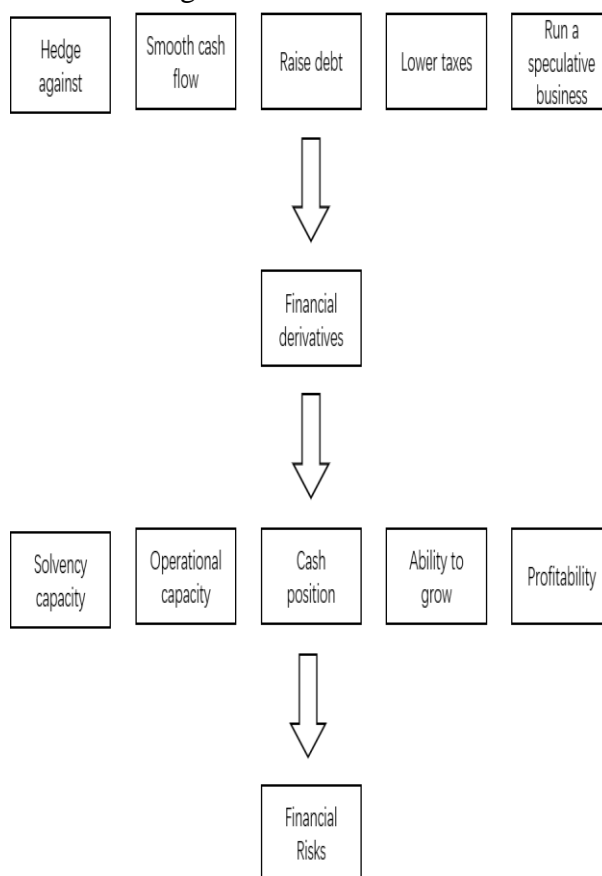 Hedge
against
Smooth cash
flow
Raise debt
Lower taxes
Run a
speculative
business
Financial
derivatives
Solvency
capacity
Operational
capacity
Cash
position
Ability to
grow
Profitability
Financial
Risks